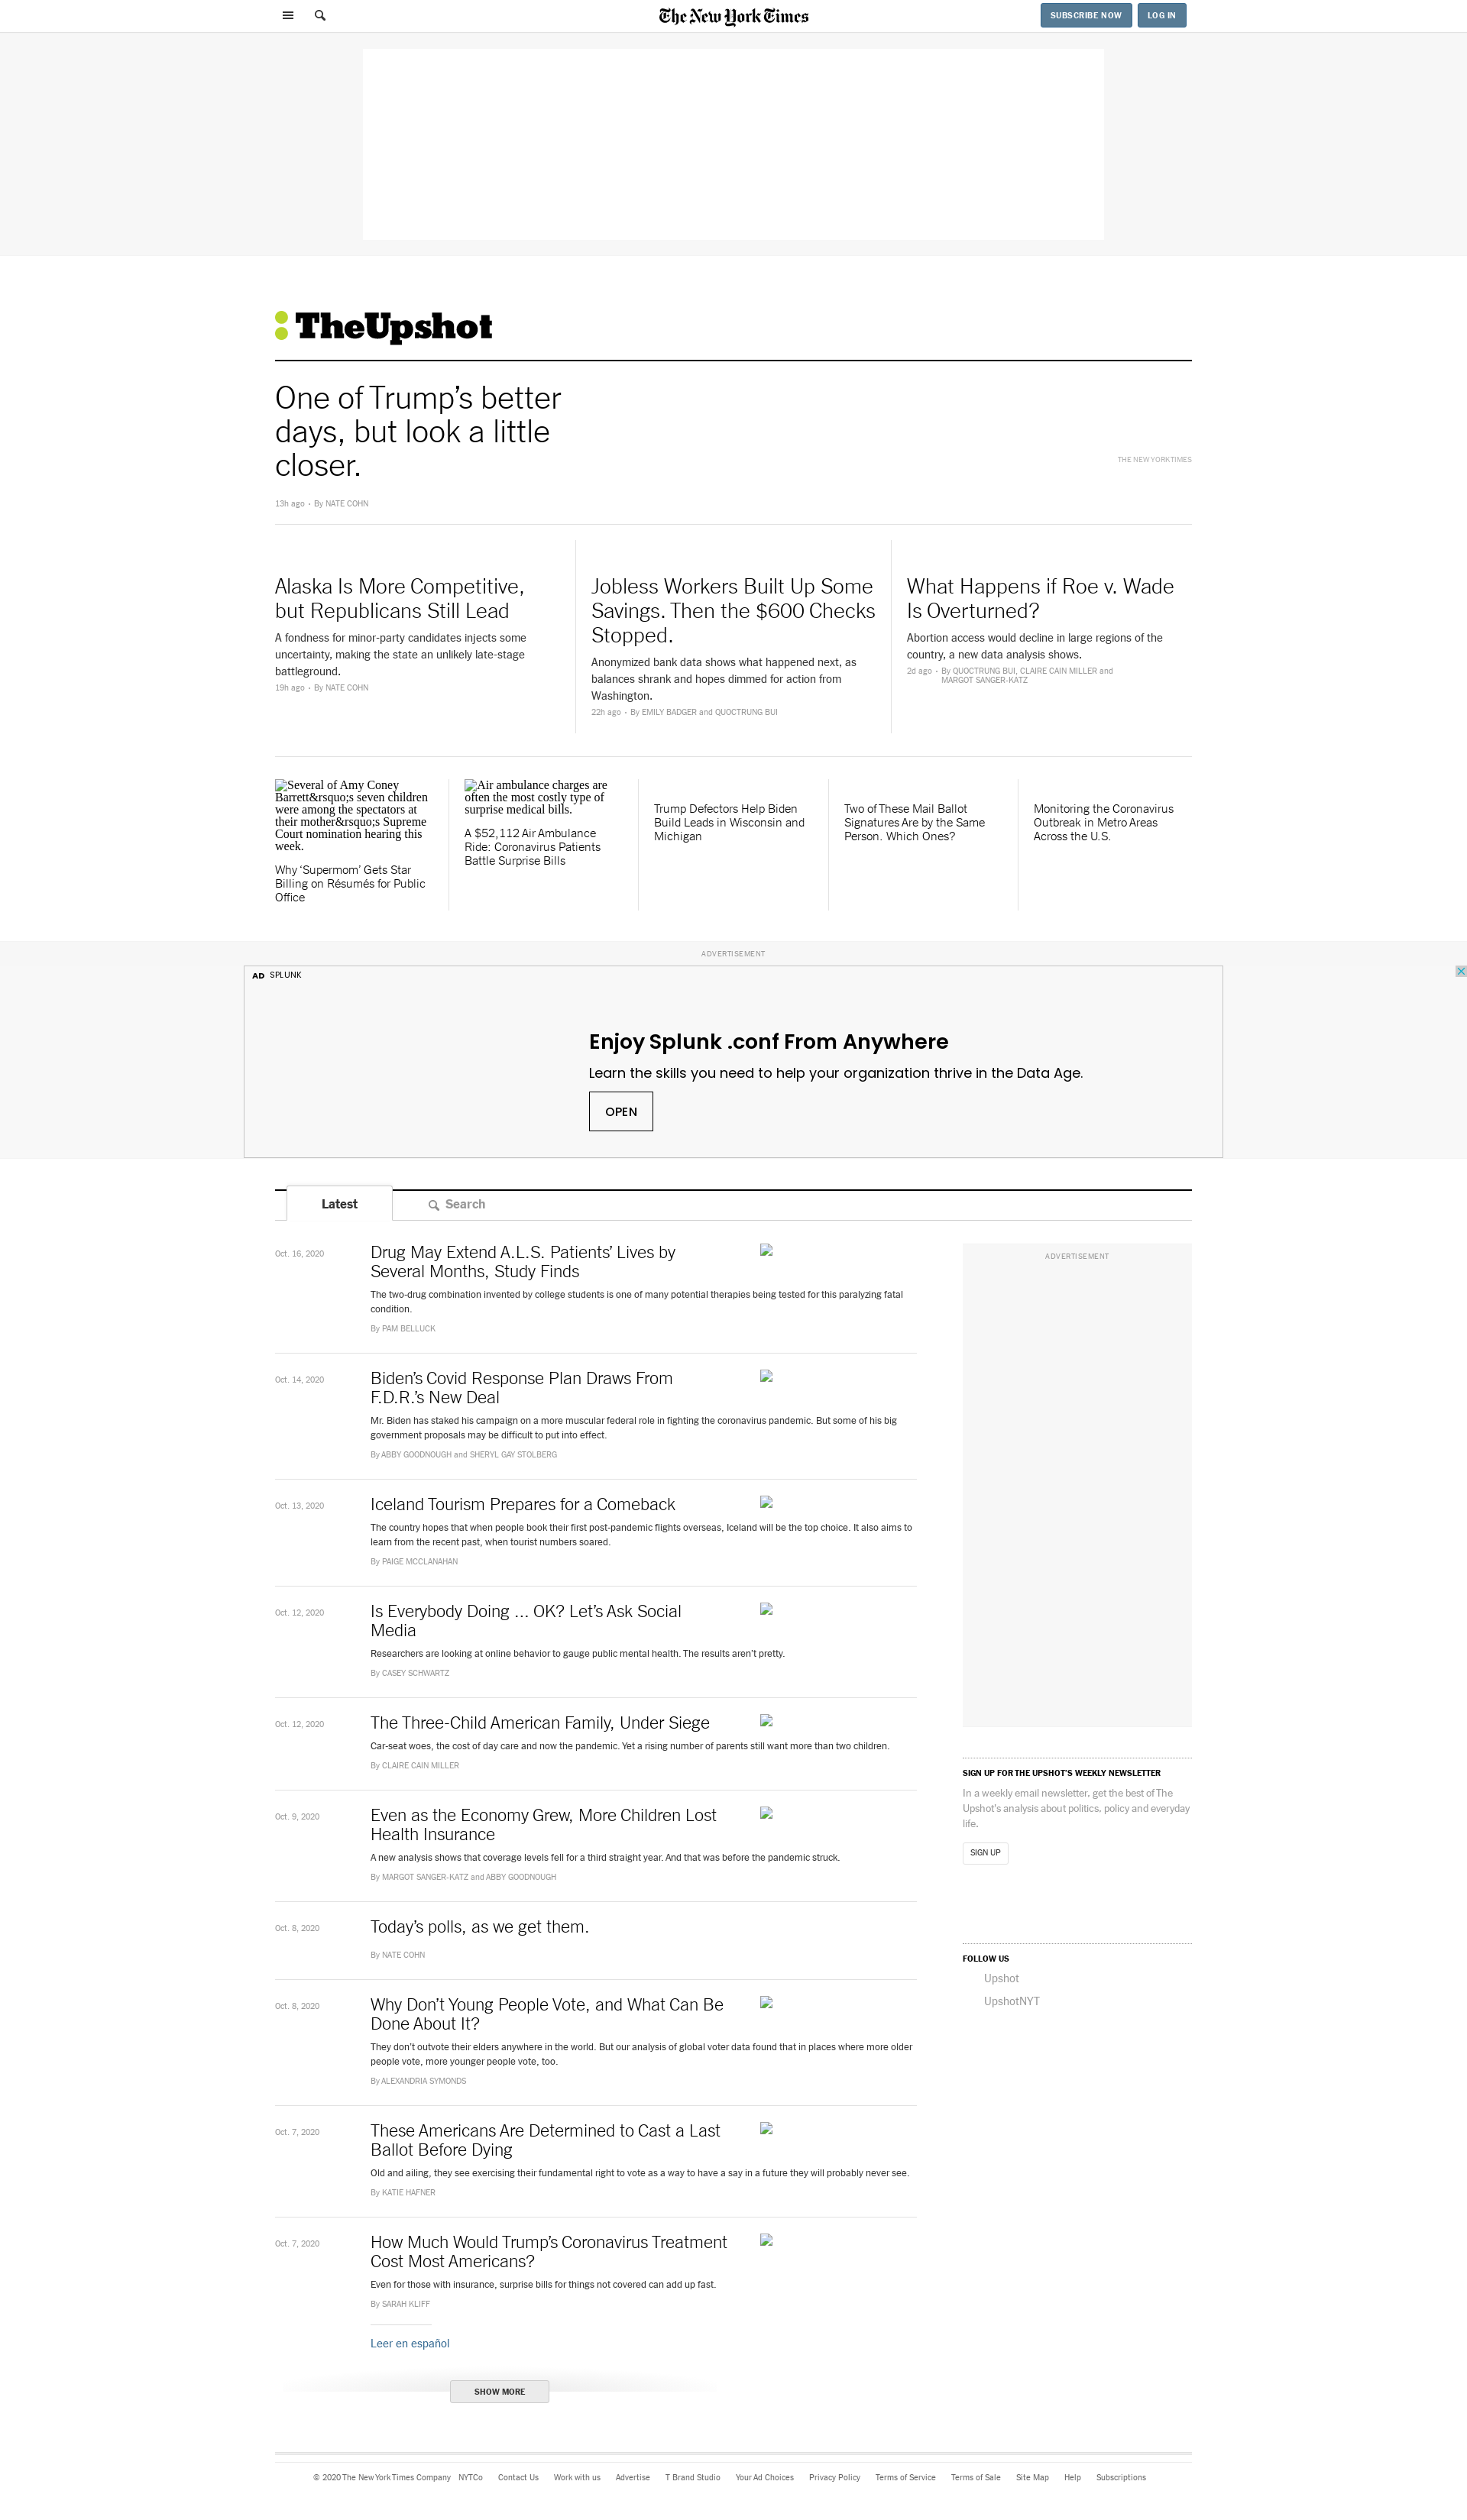 The New York Times
SUBSCRIBE NOW
LOG IN
TheUpshot
One of Trump’s better
days, but look a little
closer.
THE NEW YORK TIMES
13h ago • By NATE COHN
Alaska Is More Competitive,
but Republicans Still Lead
A fondness for minor-party candidates injects some
uncertainty, making the state an unlikely late-stage
battleground.
19h ago • By NATE COHN
Jobless Workers Built Up Some
Savings. Then the $600 Checks
Stopped.
Anonymized bank data shows what happened next, as
balances shrank and hopes dimmed for action from
Washington.
22h ago • By EMILY BADGER and QUOCTRUNG BUI
What Happens if Roe v. Wade
Is Overturned?
Abortion access would decline in large regions of the
country, a new data analysis shows.
2d ago • By QUOCTRUNG BUI, CLAIRE CAIN MILLER and
MARGOT SANGER-KATZ
Several of Amy Coney
Barrett&rsquo;s seven children
were among the spectators at
their mother&rsquo;s Supreme
Court nomination hearing this
week.
Why ‘Supermom’ Gets Star
Billing on Résumés for Public
Office
Air ambulance charges are
often the most costly type of
surprise medical bills.
A $52,112 Air Ambulance
Ride: Coronavirus Patients
Battle Surprise Bills
Trump Defectors Help Biden
Build Leads in Wisconsin and
Michigan
Two of These Mail Ballot
Signatures Are by the Same
Person. Which Ones?
Monitoring the Coronavirus
Outbreak in Metro Areas
Across the U.S.
ADVERTISEMENT
AD SPLUNK
Enjoy Splunk .conf From Anywhere
Learn the skills you need to help your organization thrive in the Data Age.
OPEN
Latest
Search
Oct. 16, 2020
Drug May Extend A.L.S. Patients’ Lives by
Several Months, Study Finds
The two-drug combination invented by college students is one of many potential therapies being tested for this paralyzing fatal
condition.
By PAM BELLUCK
Oct. 14, 2020
Biden’s Covid Response Plan Draws From
F.D.R.’s New Deal
Mr. Biden has staked his campaign on a more muscular federal role in fighting the coronavirus pandemic. But some of his big
government proposals may be difficult to put into effect.
By ABBY GOODNOUGH and SHERYL GAY STOLBERG
Oct. 13, 2020
Iceland Tourism Prepares for a Comeback
The country hopes that when people book their first post-pandemic flights overseas, Iceland will be the top choice. It also aims to
learn from the recent past, when tourist numbers soared.
By PAIGE MCCLANAHAN
Oct. 12, 2020
Is Everybody Doing ... OK? Let’s Ask Social
Media
Researchers are looking at online behavior to gauge public mental health. The results aren’t pretty.
By CASEY SCHWARTZ
Oct. 12, 2020
The Three-Child American Family, Under Siege
Car-seat woes, the cost of day care and now the pandemic. Yet a rising number of parents still want more than two children.
By CLAIRE CAIN MILLER
Oct. 9, 2020
Even as the Economy Grew, More Children Lost
Health Insurance
A new analysis shows that coverage levels fell for a third straight year. And that was before the pandemic struck.
By MARGOT SANGER-KATZ and ABBY GOODNOUGH
Oct. 8, 2020
Today’s polls, as we get them.
By NATE COHN
Oct. 8, 2020
Why Don’t Young People Vote, and What Can Be
Done About It?
They don’t outvote their elders anywhere in the world. But our analysis of global voter data found that in places where more older
people vote, more younger people vote, too.
By ALEXANDRIA SYMONDS
Oct. 7, 2020
These Americans Are Determined to Cast a Last
Ballot Before Dying
Old and ailing, they see exercising their fundamental right to vote as a way to have a say in a future they will probably never see.
By KATIE HAFNER
Oct. 7, 2020
How Much Would Trump’s Coronavirus Treatment
Cost Most Americans?
Even for those with insurance, surprise bills for things not covered can add up fast.
By SARAH KLIFF
Leer en español
SHOW MORE
ADVERTISEMENT
SIGN UP FOR THE UPSHOT’S WEEKLY NEWSLETTER
In a weekly email newsletter, get the best of The
Upshot’s analysis about politics, policy and everyday
life.
SIGN UP
FOLLOW US
Upshot
UpshotNYT
© 2020 The New York Times Company NYTCo Contact Us Work with us Advertise T Brand Studio Your Ad Choices Privacy Policy Terms of Service Terms of Sale Site Map Help Subscriptions